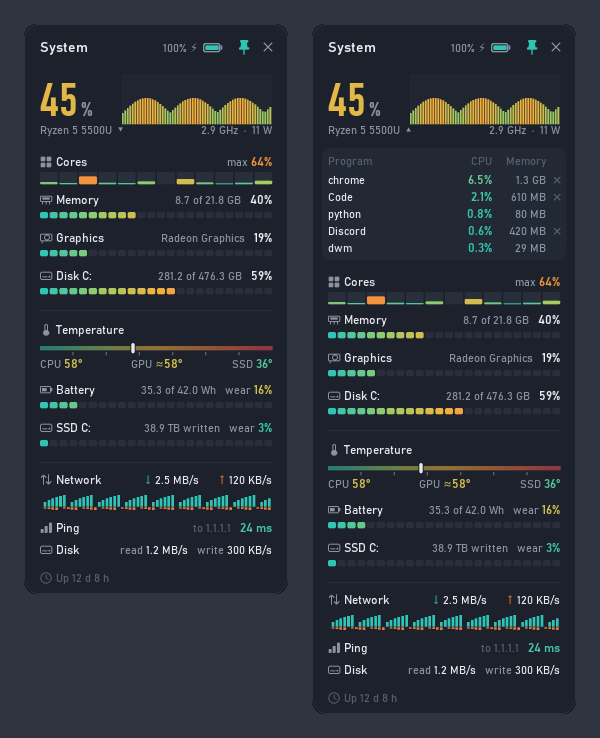 System 100%
45 %
Ryzen 5 5500U 2.9 GHz · 11 W
Cores max 64%
Memory 8.7 of 21.8 GB 40%
Graphics Radeon Graphics 19%
Disk C: 281.2 of 476.3 GB 59%
Temperature
CPU 58° GPU ≈58° SSD 36°
Battery 35.3 of 42.0 Wh wear 16%
SSD C: 38.9 TB written wear 3%
Network ↓ 2.5 MB/s ↑ 120 KB/s
Ping to 1.1.1.1 24 ms
Disk read 1.2 MB/s write 300 KB/s
Up 12 d 8 h
System 100%
45 %
Ryzen 5 5500U 2.9 GHz · 11 W
Program CPU Memory
chrome 6.5% 1.3 GB
Code 2.1% 610 MB
python 0.8% 80 MB
Discord 0.6% 420 MB
dwm 0.3% 29 MB
Cores max 64%
Memory 8.7 of 21.8 GB 40%
Graphics Radeon Graphics 19%
Disk C: 281.2 of 476.3 GB 59%
Temperature
CPU 58° GPU ≈58° SSD 36°
Battery 35.3 of 42.0 Wh wear 16%
SSD C: 38.9 TB written wear 3%
Network ↓ 2.5 MB/s ↑ 120 KB/s
Ping to 1.1.1.1 24 ms
Disk read 1.2 MB/s write 300 KB/s
Up 12 d 8 h